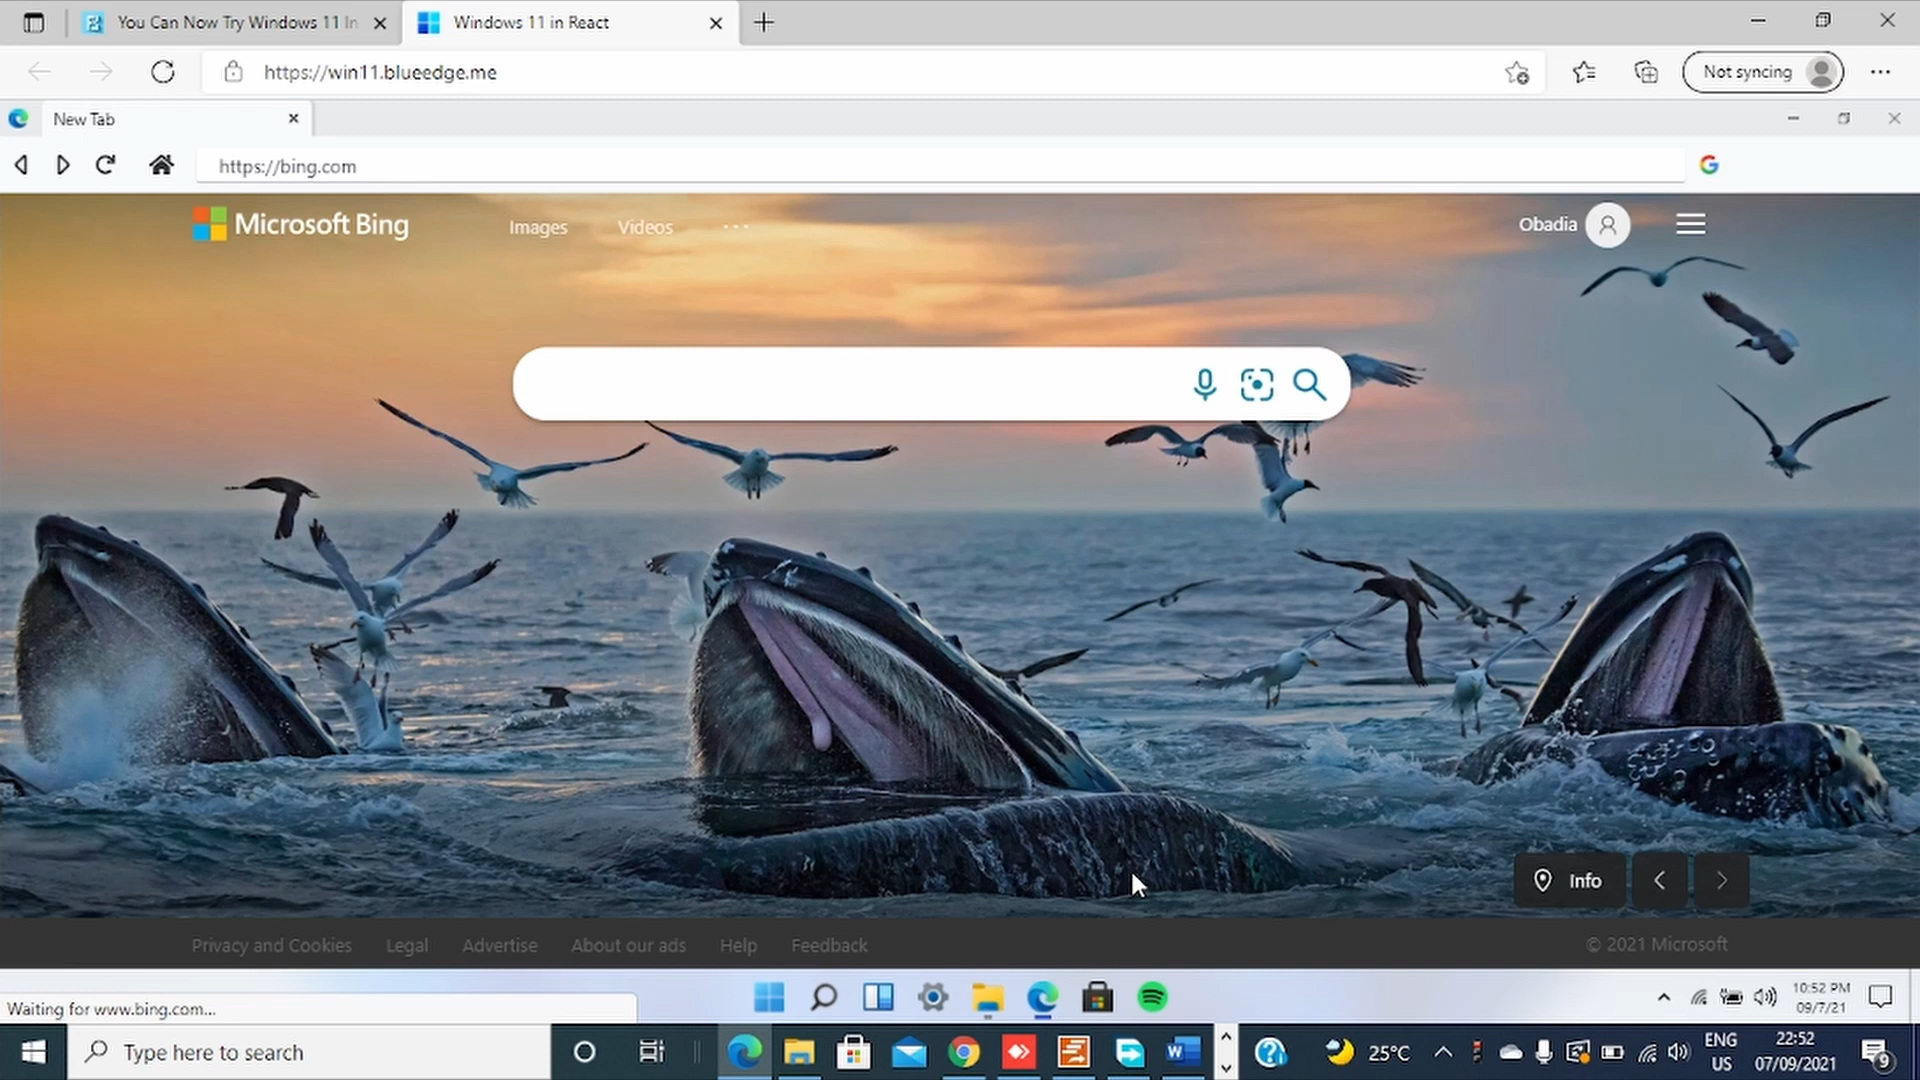 You Can Now Try Windows 11 In
Windows 11 in React
https://win11.blueedge.me
Not syncing
New Tab
https://bing.com
Microsoft Bing
Images
Videos
Obadia
Info
Privacy and Cookies
Legal
Advertise
About our ads
Help
Feedback
© 2021 Microsoft
Waiting for www.bing.com...
10:52 PM
09/7/21
Type here to search
25°C
ENG
US
22:52
07/09/2021
9